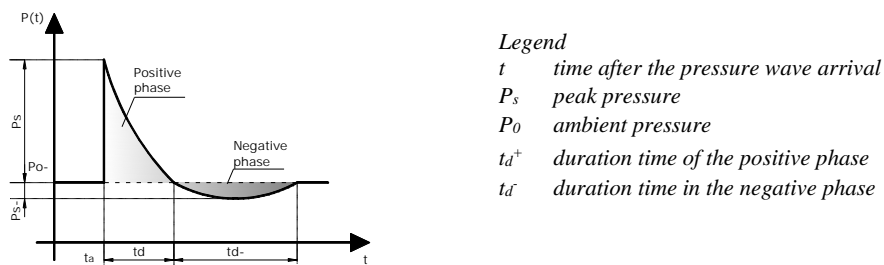 P(t)
Positive
phase
Ps
Negative
phase
Po-
Ps-
ta
td
td-
t
Legend
t time after the pressure wave arrival
Ps peak pressure
P0 ambient pressure
td+ duration time of the positive phase
td- duration time in the negative phase